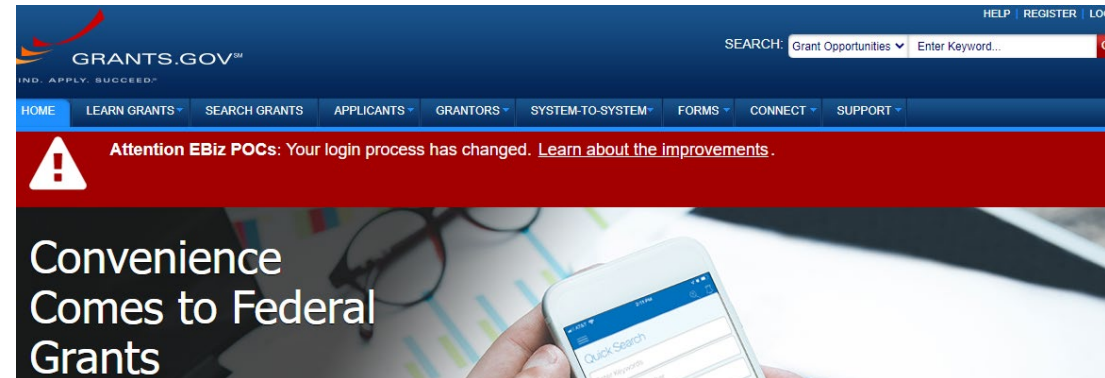 HELP | REGISTER |
GRANTS.GOV℠
SEARCH: Grant Opportunities Enter Keyword...
APPLY. SUCCEED.℠
HOME LEARN GRANTS SEARCH GRANTS APPLICANTS GRANTORS SYSTEM-TO-SYSTEM FORMS CONNECT SUPPORT
Attention EBiz POCs: Your login process has changed. Learn about the improvements.
Convenience
Comes to Federal
Grants
Quick Search